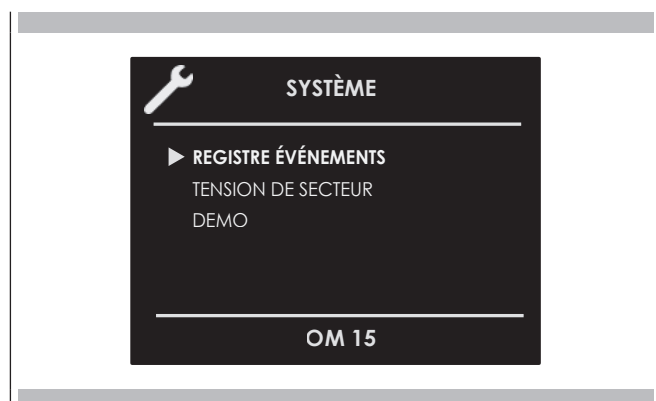 SYSTÈME
REGISTRE ÉVÉNEMENTS
TENSION DE SECTEUR
DEMO
OM 15